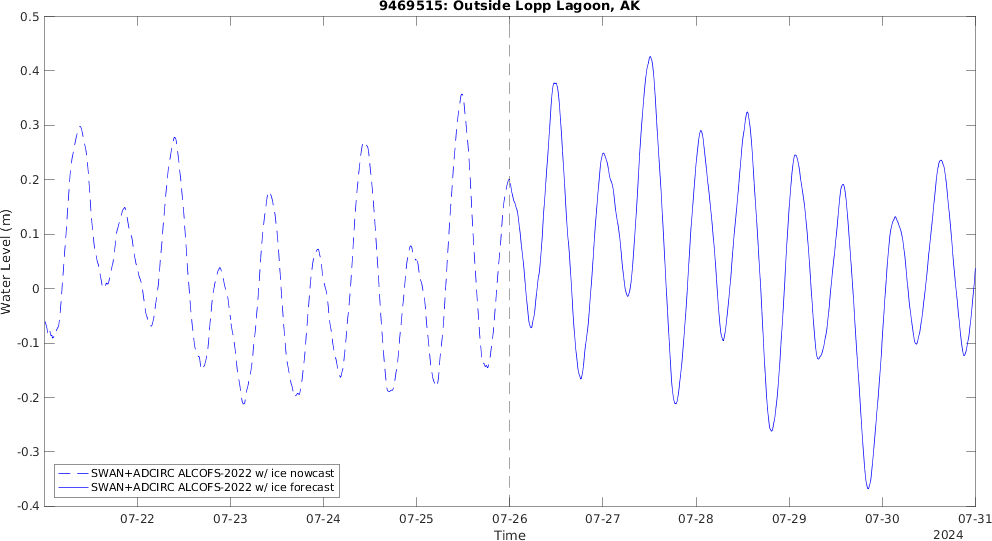 9469515: Outside Lopp Lagoon, AK
0.5
0.4
0.3
0.2
0.1
0
-0.1
-0.2
-0.3
-0.4
Water Level (m)
SWAN+ADCIRC ALCOFS-2022 w/ ice nowcast
SWAN+ADCIRC ALCOFS-2022 w/ ice forecast
07-22 07-23 07-24 07-25 07-26 07-27 07-28 07-29 07-30 07-31
Time
2024